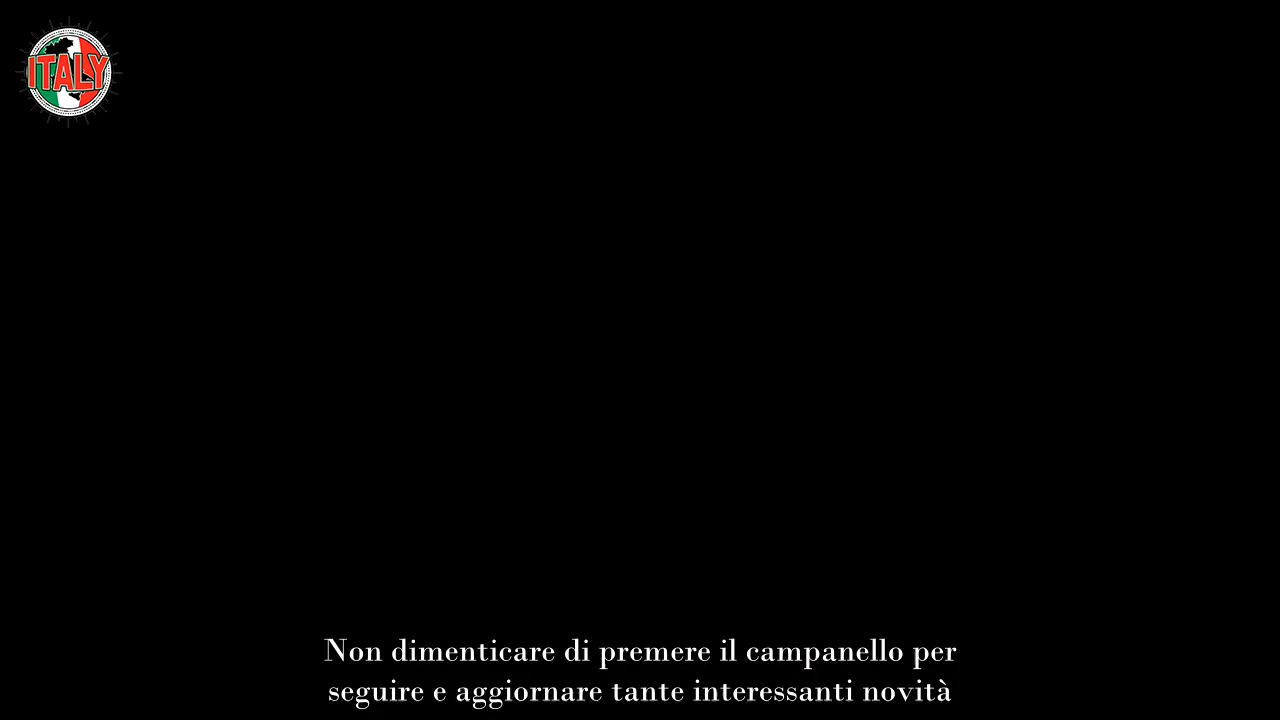 ITALY
Non dimenticare di premere il campanello per
seguire e aggiornare tante interessanti novità